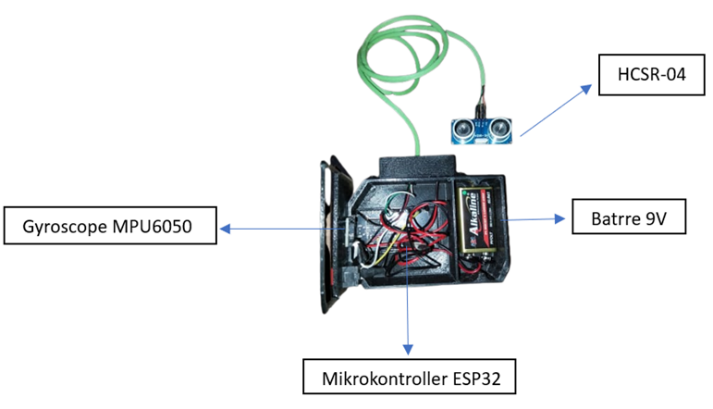 HCSR-04
Gyroscope MPU6050
Batrre 9V
Alkaline
Mikrokontroller ESP32